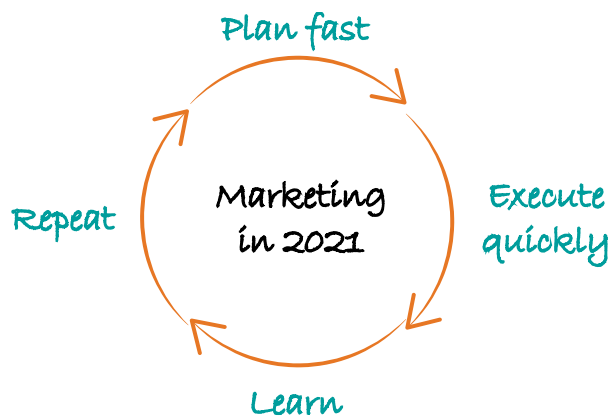 Plan fast
Marketing
in 2021
Execute
quickly
Repeat
Learn